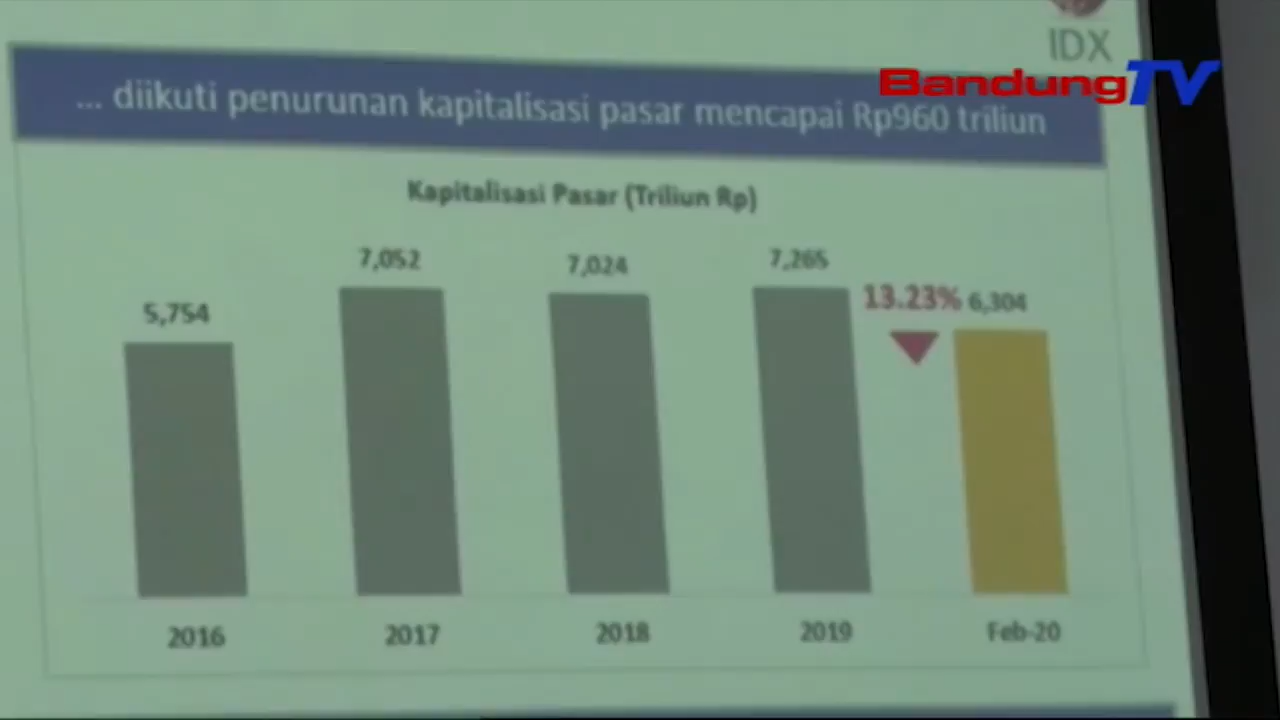 IDX
BandungTV
... diikuti penurunan kapitalisasi pasar mencapai Rp960 triliun
Kapitalisasi Pasar (Triliun Rp)
5,754
7,052
7,024
7,265
13.23%
6,304
2016
2017
2018
2019
Feb-20